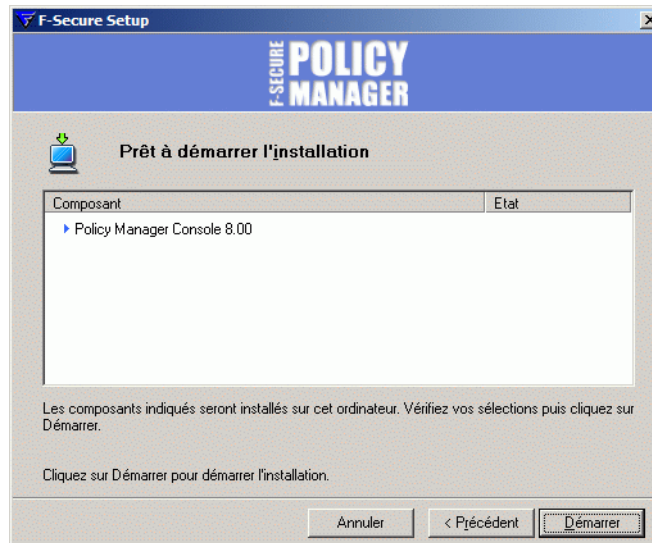 F-Secure Setup
F-SECURE
POLICY
MANAGER
Prêt à démarrer l'installation
Composant Etat
Policy Manager Console 8.00
Les composants indiqués seront installés sur cet ordinateur. Vérifiez vos sélections puis cliquez sur
Démarrer.
Cliquez sur Démarrer pour démarrer l'installation.
Annuler < Précédent Démarrer